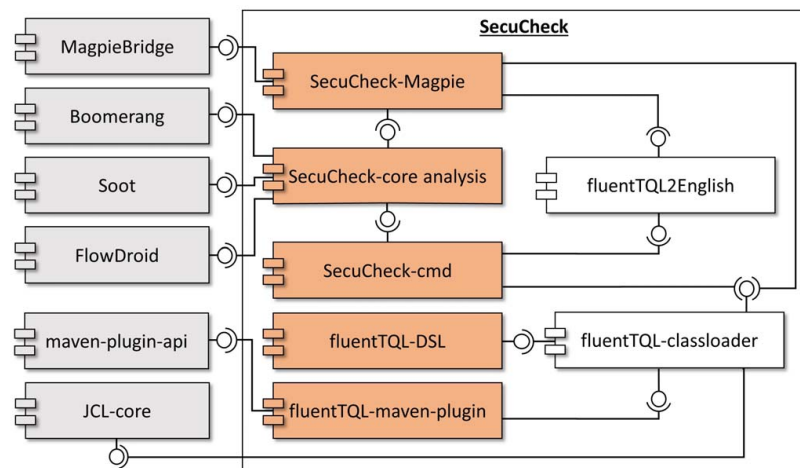 SecuCheck
MagpieBridge
SecuCheck-Magpie
Boomerang
SecuCheck-core analysis
Soot
fluentTQL2English
FlowDroid
SecuCheck-cmd
maven-plugin-api
fluentTQL-DSL
fluentTQL-classloader
JCL-core
fluentTQL-maven-plugin